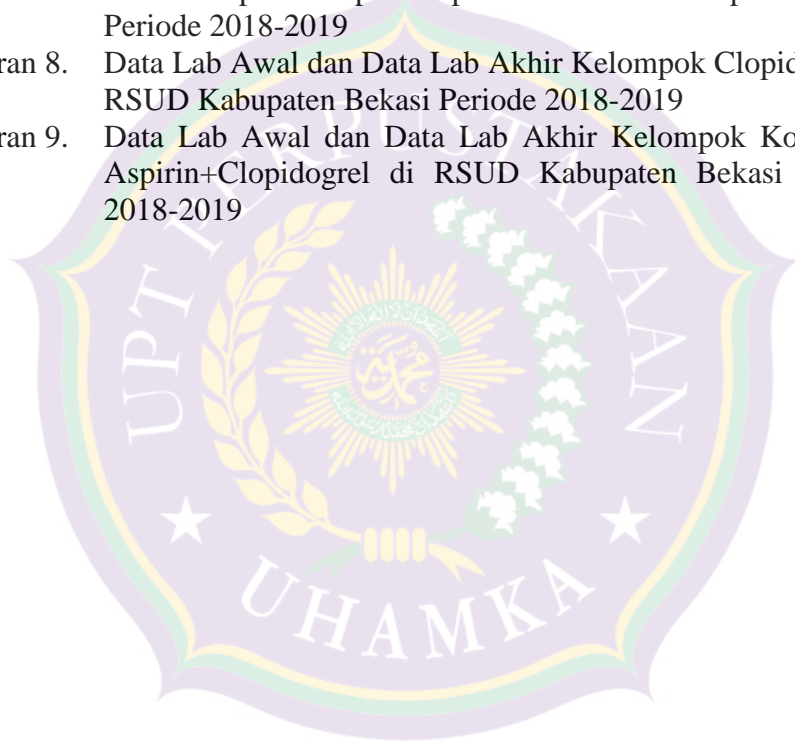 Periode 2018-2019
ran 8. Data Lab Awal dan Data Lab Akhir Kelompok Clopid
RSUD Kabupaten Bekasi Periode 2018-2019
ran 9. Data Lab Awal dan Data Lab Akhir Kelompok Ko
Aspirin+Clopidogrel di RSUD Kabupaten Bekasi
2018-2019
UPT PERPUSTAKAAN
محمدية
UHAMKA